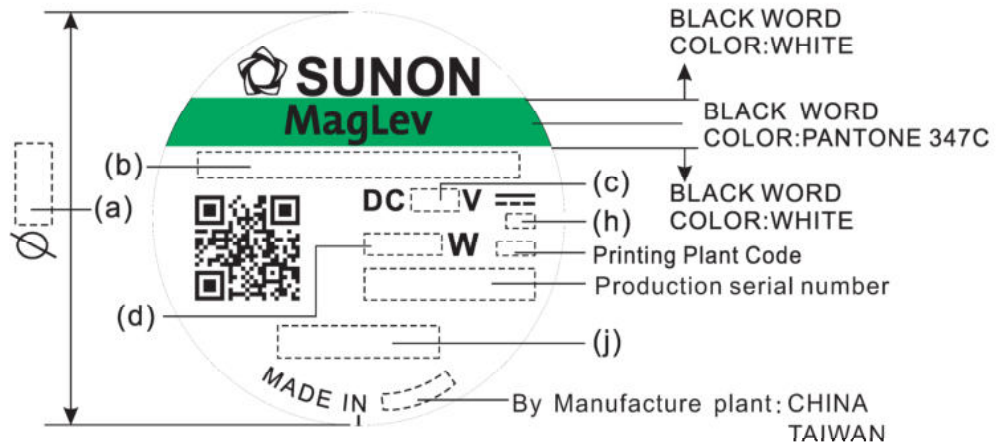 BLACK WORD
COLOR:WHITE
SUNON
MagLev
BLACK WORD
COLOR:PANTONE 347C
(b)
(c)
DC V
BLACK WORD
COLOR:WHITE
(a)
(h)
Ø
W
Printing Plant Code
Production serial number
(d)
(j)
MADE IN
By Manufacture plant: CHINA
TAIWAN